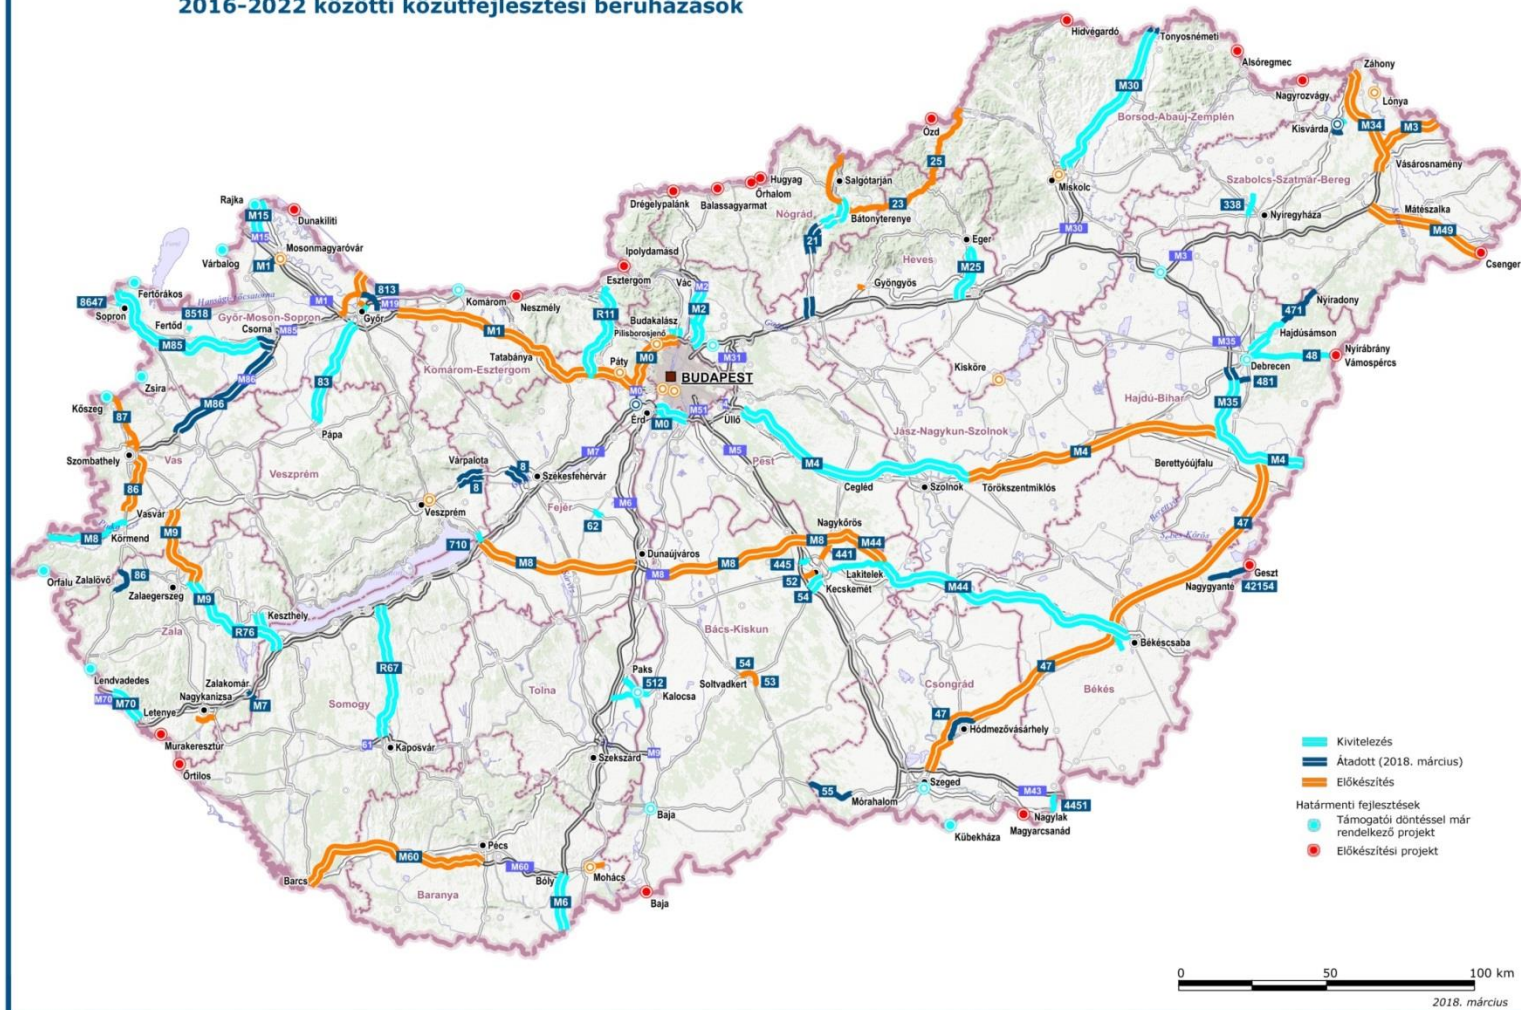 2016-2022 közötti közútfejlesztési beruházások
Hidvégardó
Tonyosnémeti
Alsóregmec
Záhony
Nagyrozvágy
Lónya
M30
Ózd
Kisvárda
M34
M3
Borsod-Abaúj-Zemplén
25
Vásárosnamény
Hugyag
Salgótarján
Miskolc
Szabolcs-Szatmár-Bereg
Őrhalom
Drégelypalánk
Balassagyarmat
Rajka
M15
Dunakiliti
Nógrád
23
338
Nyíregyháza
Mátészalka
Bátonyterenye
M15
M30
M49
Mosonmagyaróvár
21
Eger
Várbalog
M1
Ipolydamásd
Heves
M25
M3
Csenger
Esztergom
Vác
Gyöngyös
Fertőrákos
813
M2
8647
M1
M19
Komárom
Neszmély
Nyíradony
Sopron
8518
Győr-Moson-Sopron
Győr
R11
M2
471
Fertőd
Csorna
M85
M1
Budakalász
Hajdúsámson
M85
Pilisborosjenő
M35
Nyírábrány
Tatabánya
M0
M31
48
Vámospércs
Komárom-Esztergom
Páty
Kisköre
Debrecen
Zsira
M86
83
BUDAPEST
481
Kőszeg
M86
M0
Hajdú-Bihar
M35
87
Érd
M51
M0
Üllő
Pápa
Jász-Nagykun-Szolnok
Szombathely
Vas
Várpalota
M7
M5
M4
Veszprém
8
Székesfehérvár
Pest
M4
Berettyóújfalu
M4
86
8
Cegléd
Szolnok
Törökszentmiklós
Vasvár
Veszprém
Fejér
M6
62
Nagykőrös
47
M8
Körmend
M9
710
M8
M44
Dunaújváros
441
M8
M8
445
Lakitelek
Geszt
Orfalu
Zalalövő
86
M8
52
Kecskemét
M44
Nagygyanté
42154
Zalaegerszeg
M9
54
Keszthely
Zala
R76
Bács-Kiskun
Békéscsaba
R67
54
47
Lendvadedes
Paks
512
Soltvadkert
53
Zalakomár
Tolna
Kalocsa
Csongrád
Békés
M70
M70
Nagykanizsa
M7
Somogy
Letenye
47
Hódmezővásárhely
Murakeresztúr
61
Kaposvár
Szekszárd
M9
Kivitelezés
Őrtilos
Átadott (2018. március)
Előkészítés
55
Mórahalom
Szeged
M43
Határmenti fejlesztések
4451
Baja
Nagylak
Támogatói döntéssel már
Kübekháza
Magyarcsanád
rendelkező projekt
Pécs
Előkészítési projekt
M60
M60
Barcs
Bóly
Mohács
Baranya
M6
Baja
0
50
100 km
2018. március